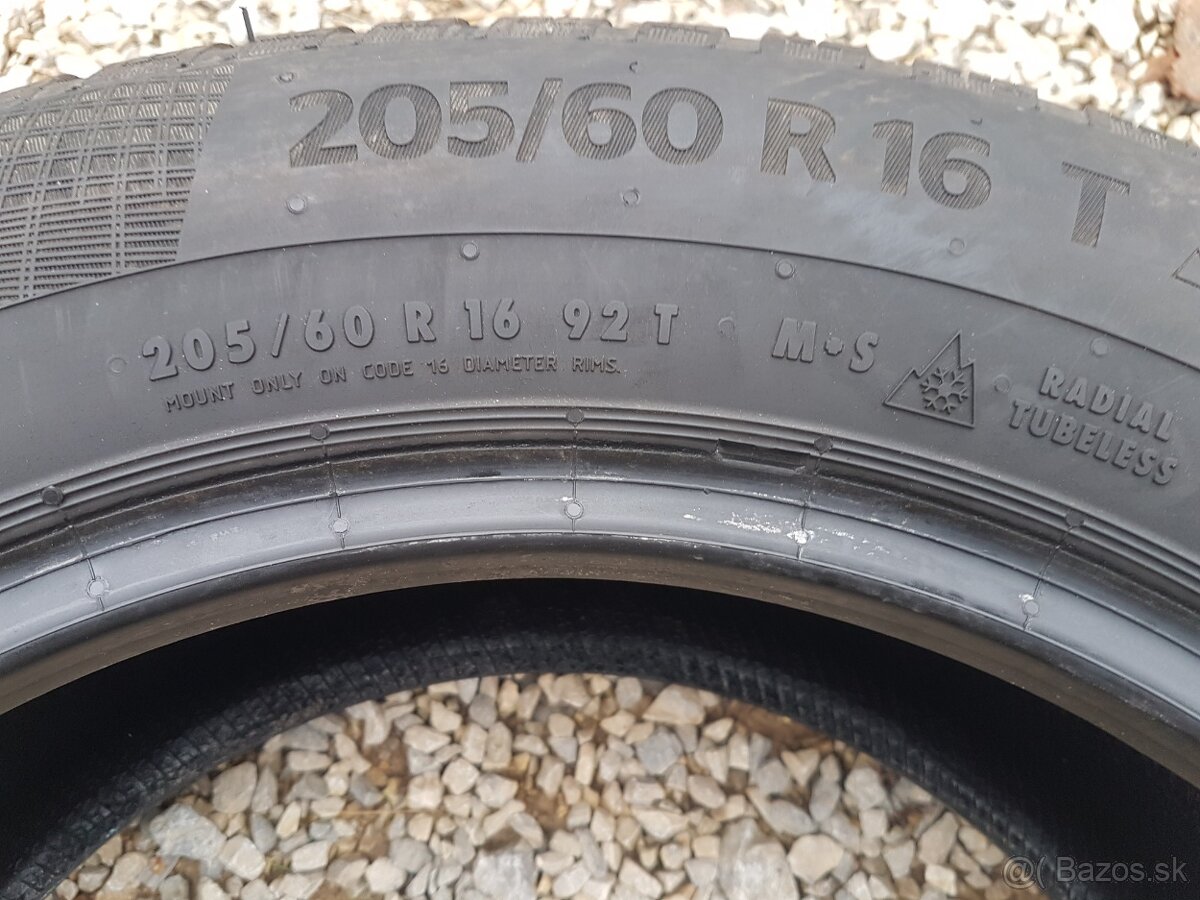 205/60 R 16 T
205/60 R 16 92 T M+S
MOUNT ONLY ON CODE 16 DIAMETER RIMS.
RADIAL
TUBELESS
@( Bazos.sk